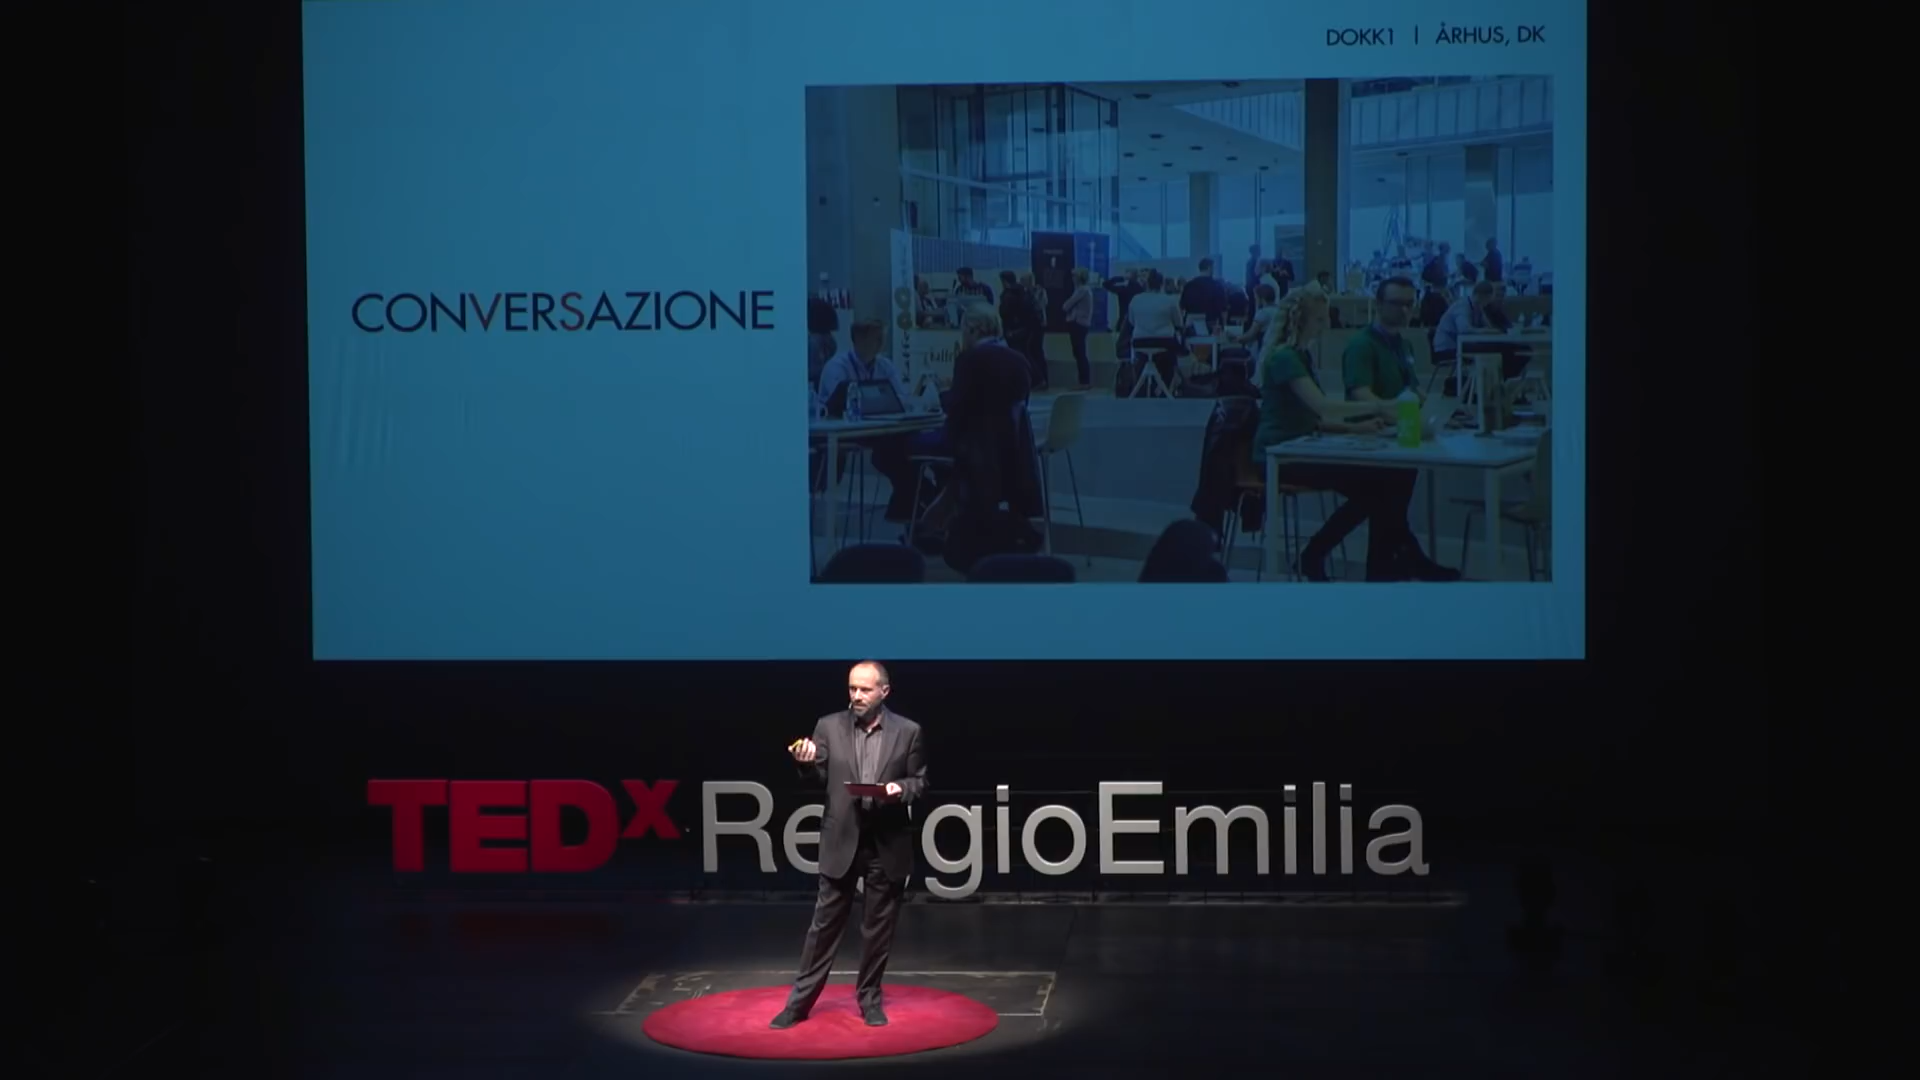 DOKK1 | ÅRHUS, DK
CONVERSAZIONE
TEDx ReggioEmilia